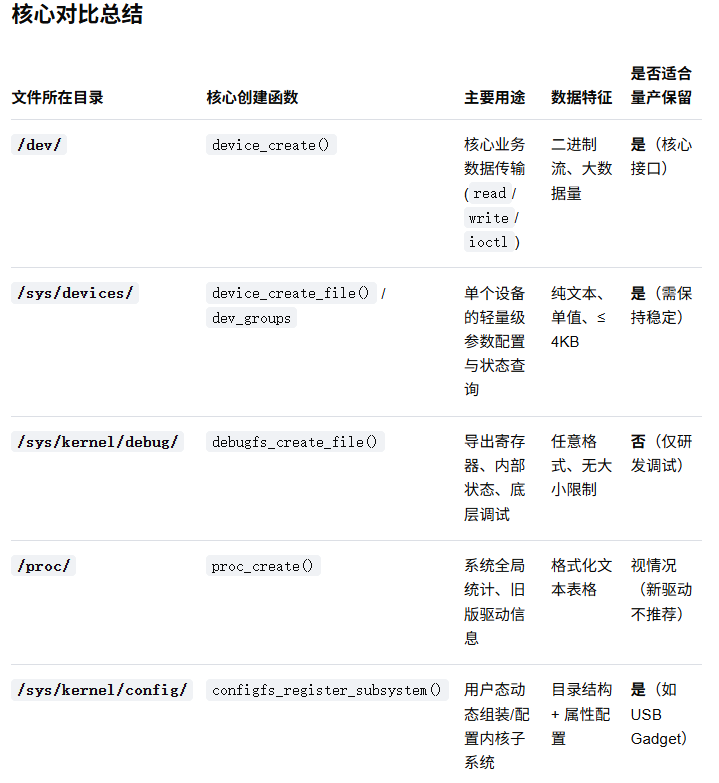 核心对比总结
文件所在目录 核心创建函数 主要用途 数据特征 是否适合
量产保留
/dev/ device_create() 核心业务 二进制 是（核心
数据传输 流、大数 接口）
( read / 据量
write /
ioctl )
/sys/devices/ device_create_file() / 单个设备 纯文本、 是（需保
dev_groups 的轻量级 单值、≤ 持稳定）
参数配置 4KB
与状态查
询
/sys/kernel/debug/ debugfs_create_file() 导出寄存 任意格 否（仅研
器、内部 式、无大 发调试）
状态、底 小限制
层调试
/proc/ proc_create() 系统全局 格式化文 视情况
统计、旧 本表格 （新驱动
版驱动信 不推荐）
息
/sys/kernel/config/ configfs_register_subsystem() 用户态动 目录结构 是（如
态组装/配 + 属性配 USB
置内核子 置 Gadget）
系统